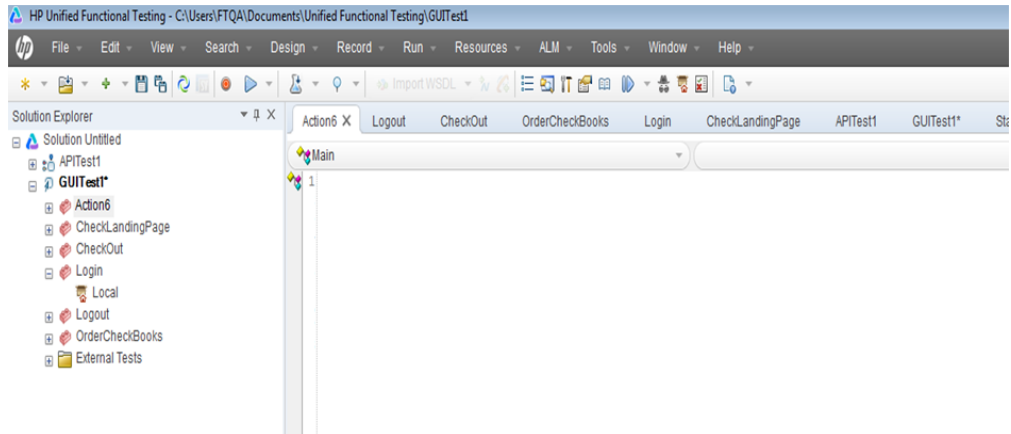 HP Unified Functional Testing - C:\Users\FTQA\Documents\Unified Functional Testing\GUITest1
hp File Edit View Search Design Record Run Resources ALM Tools Window Help
Import WSDL
Solution Explorer
Action6 X Logout CheckOut OrderCheckBooks Login CheckLandingPage APITest1 GUITest1* Sta
Solution Untitled
Main
APITest1
GUITest1*
1
Action6
CheckLandingPage
CheckOut
Login
Local
Logout
OrderCheckBooks
External Tests